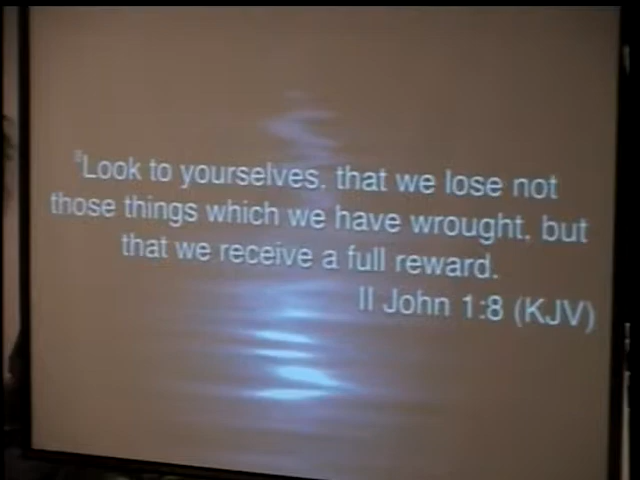 ⁸Look to yourselves, that we lose not
those things which we have wrought, but
that we receive a full reward.
II John 1:8 (KJV)